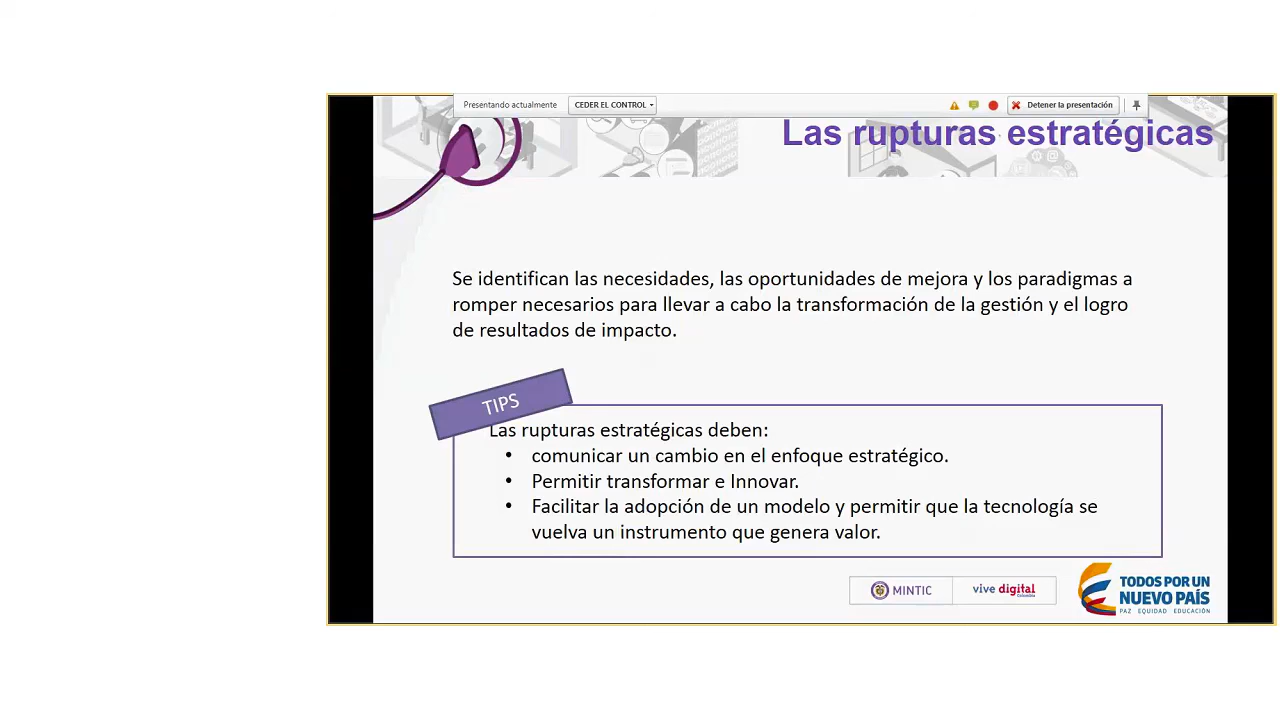 Presentando actualmente
CEDER EL CONTROL
Detener la presentación
Las rupturas estratégicas
Se identifican las necesidades, las oportunidades de mejora y los paradigmas a
romper necesarios para llevar a cabo la transformación de la gestión y el logro
de resultados de impacto.
TIPS
Las rupturas estratégicas deben:
• comunicar un cambio en el enfoque estratégico.
• Permitir transformar e Innovar.
• Facilitar la adopción de un modelo y permitir que la tecnología se
vuelva un instrumento que genera valor.
MINTIC
vive digital
Colombia
TODOS POR UN
NUEVO PAÍS
PAZ EQUIDAD EDUCACIÓN